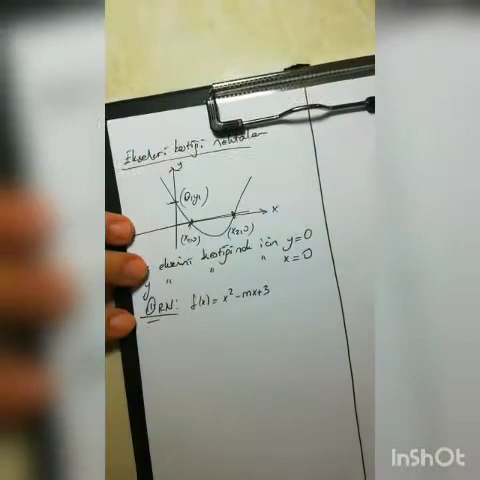 Eksenleri kestiği noktalar
y
(0,y₁)
x
(x₁,0)
(x₂,0)
ekseni kestiğinde için y=0
y " " " x=0
ÖRN: f(x) = x² - mx + 3
InShOt